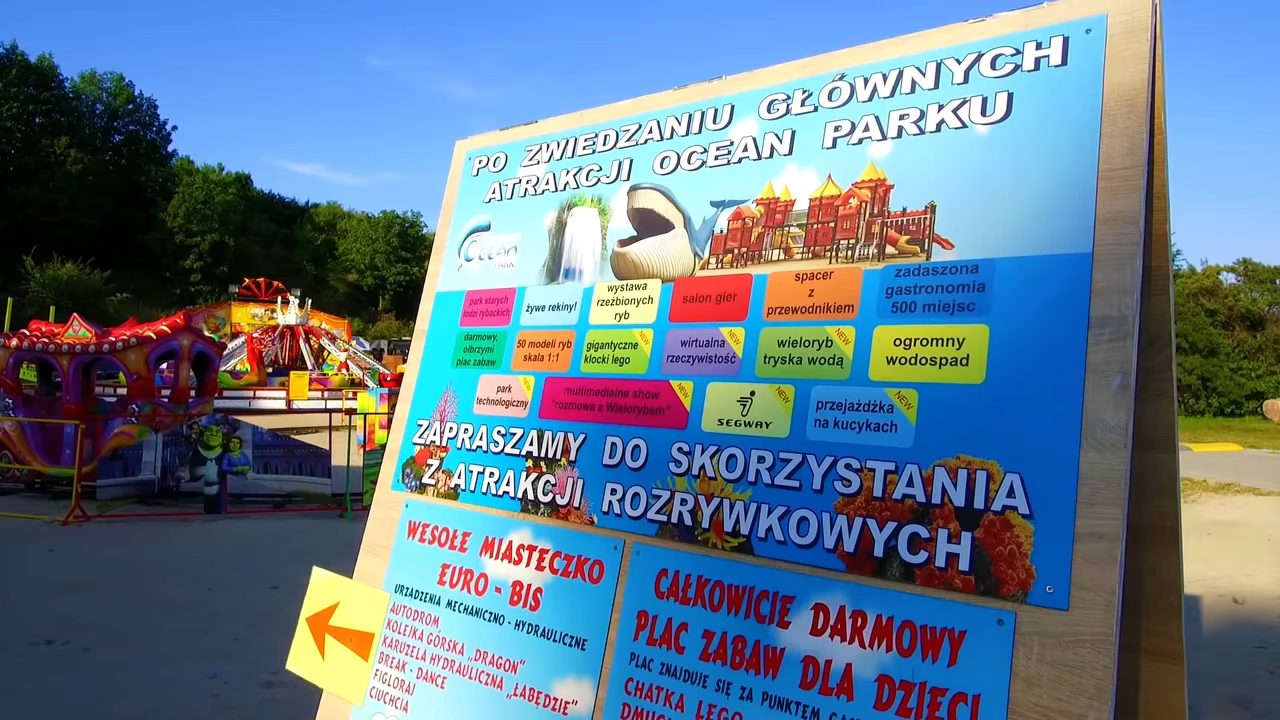 PO ZWIEDZANIU GŁÓWNYCH
ATRAKCJI OCEAN PARKU
Ocean
PARK
park starych
łodzi rybackich
żywe rekiny!
wystawa
rzeźbionych
ryb
salon gier
spacer
z
przewodnikiem
zadaszona
gastronomia
500 miejsc
darmowy,
olbrzymi
plac zabaw
50 modeli ryb
skala 1:1
gigantyczne
klocki lego
NEW
wirtualna
rzeczywistość
NEW
wieloryb
tryska wodą
NEW
ogromny
wodospad
park
technologiczny
NEW
multimedialne show
"rozmowa z Wielorybem"
NEW
SEGWAY
NEW
przejażdżka
na kucykach
NEW
ZAPRASZAMY DO SKORZYSTANIA
Z ATRAKCJI ROZRYWKOWYCH
WESOŁE MIASTECZKO
EURO - BIS
URZĄDZENIA MECHANICZNO - HYDRAULICZNE
AUTODROM
KOLEJKA GÓRSKA „DRAGON"
KARUZELA HYDRAULICZNA „ŁABĘDZIE"
BREAK - DANCE
FIGLORAJ
CIUCHCIA
CAŁKOWICIE DARMOWY
PLAC ZABAW DLA DZIECI
PLAC ZNAJDUJE SIĘ ZA PUNKTEM
CHATKA LEGO